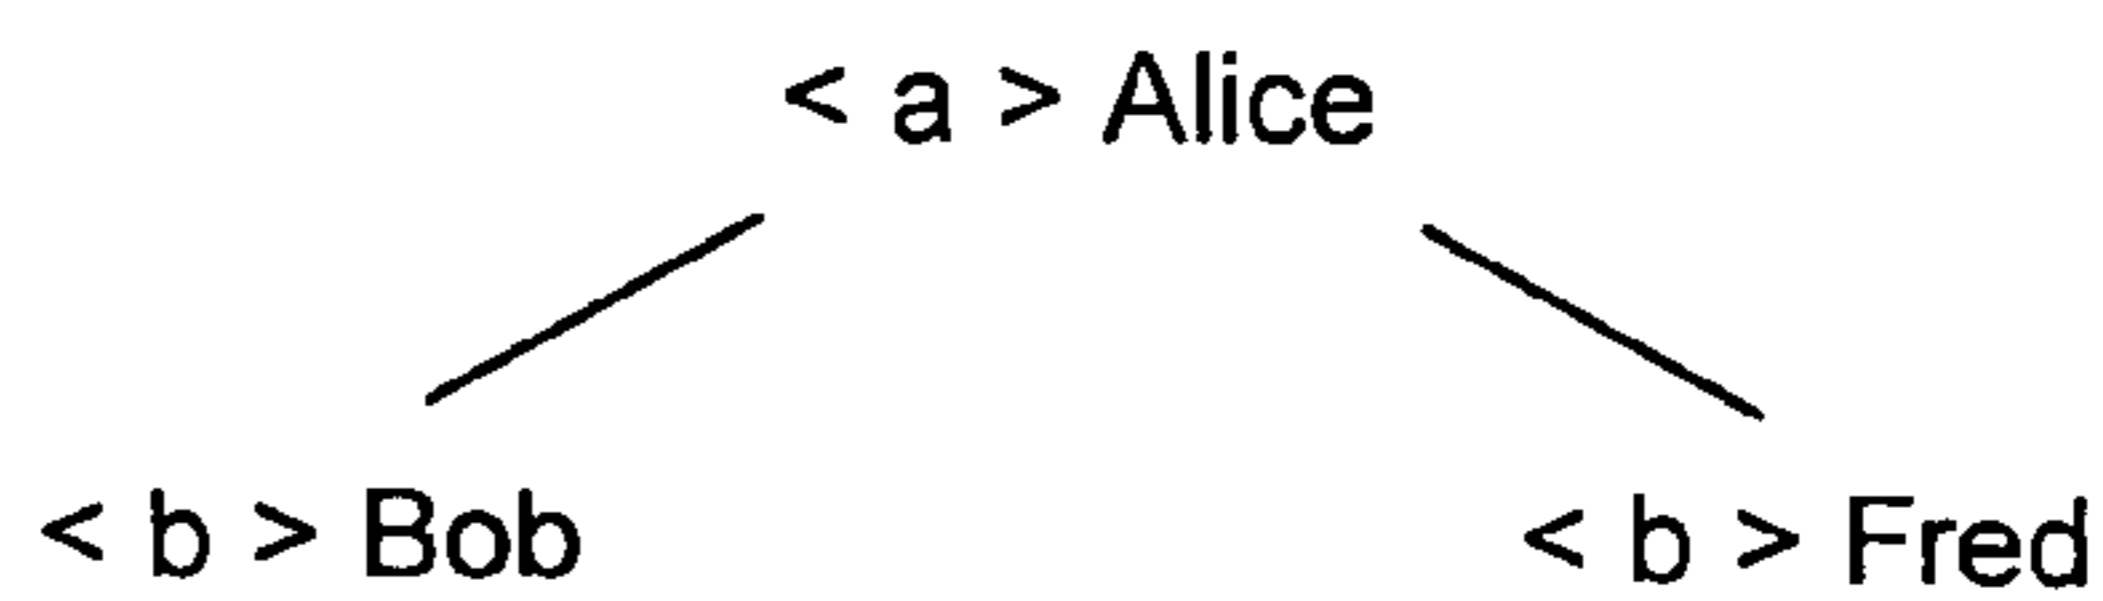 < a > Alice
< b > Bob < b > Fred